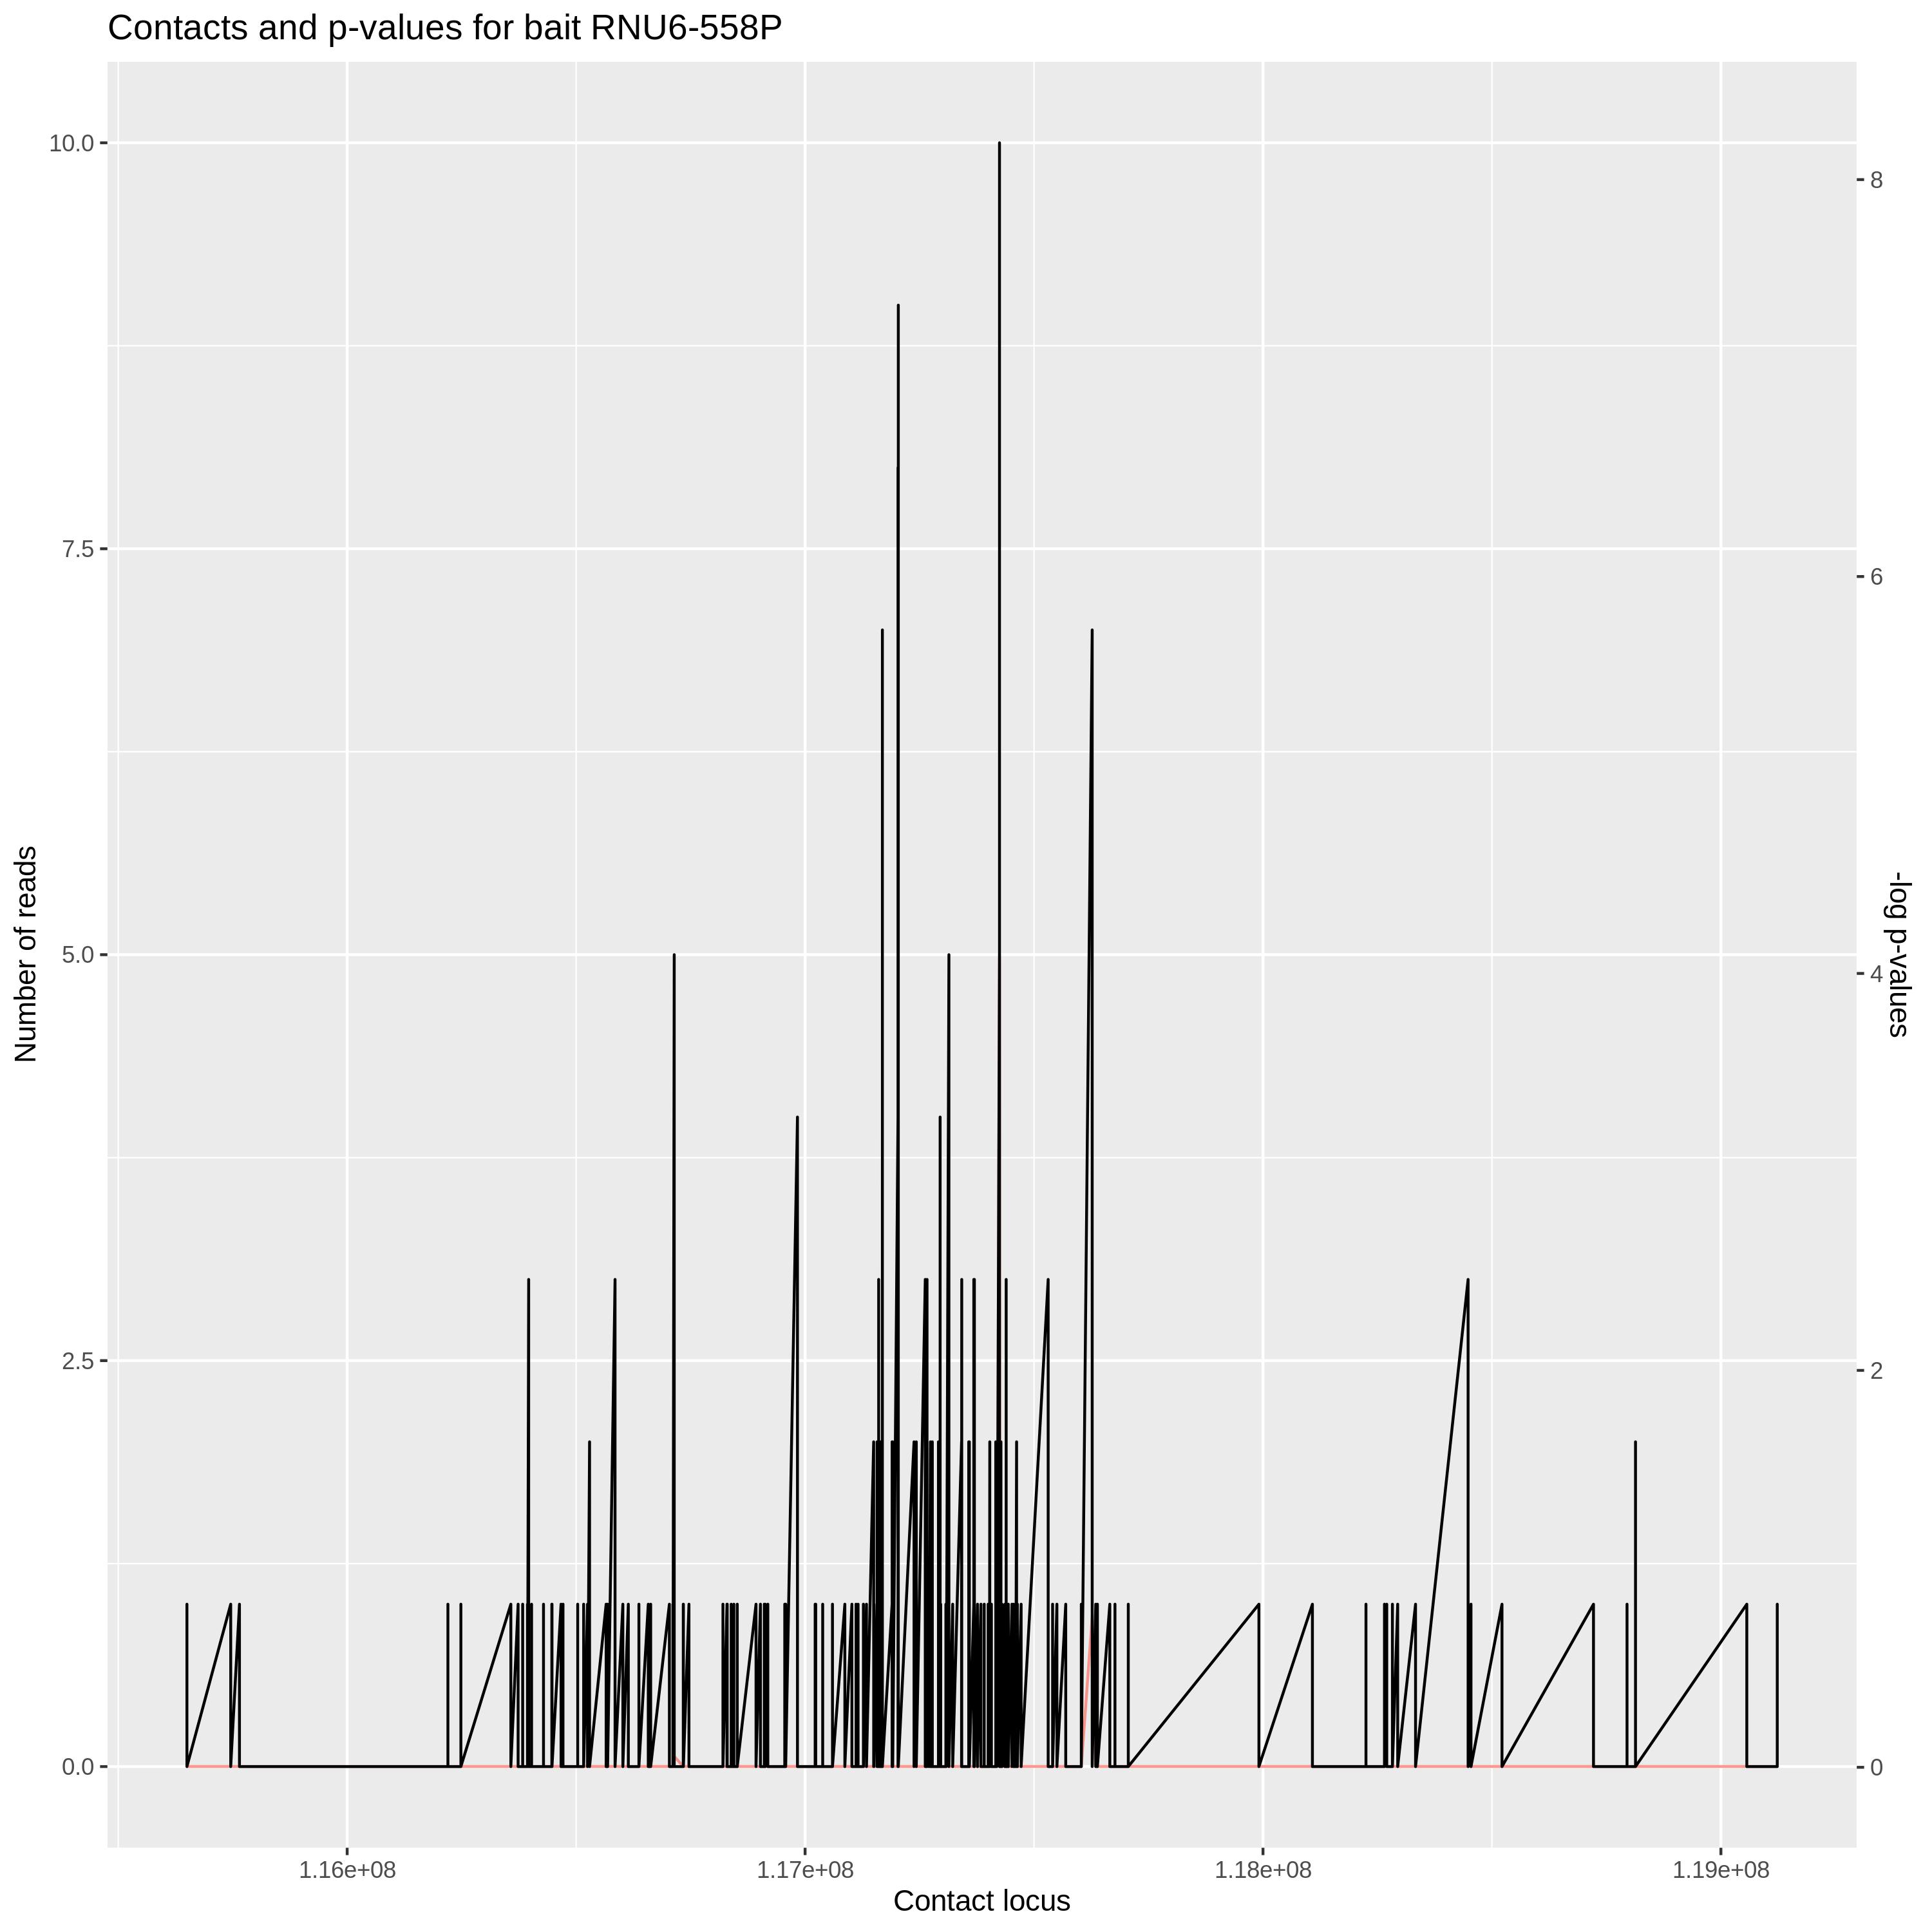 Contacts and p-values for bait RNU6-558P
10.0
7.5
5.0
2.5
0.0
Number of reads
8
6
4
2
0
-log p-values
1.16e+08
1.17e+08
1.18e+08
1.19e+08
Contact locus